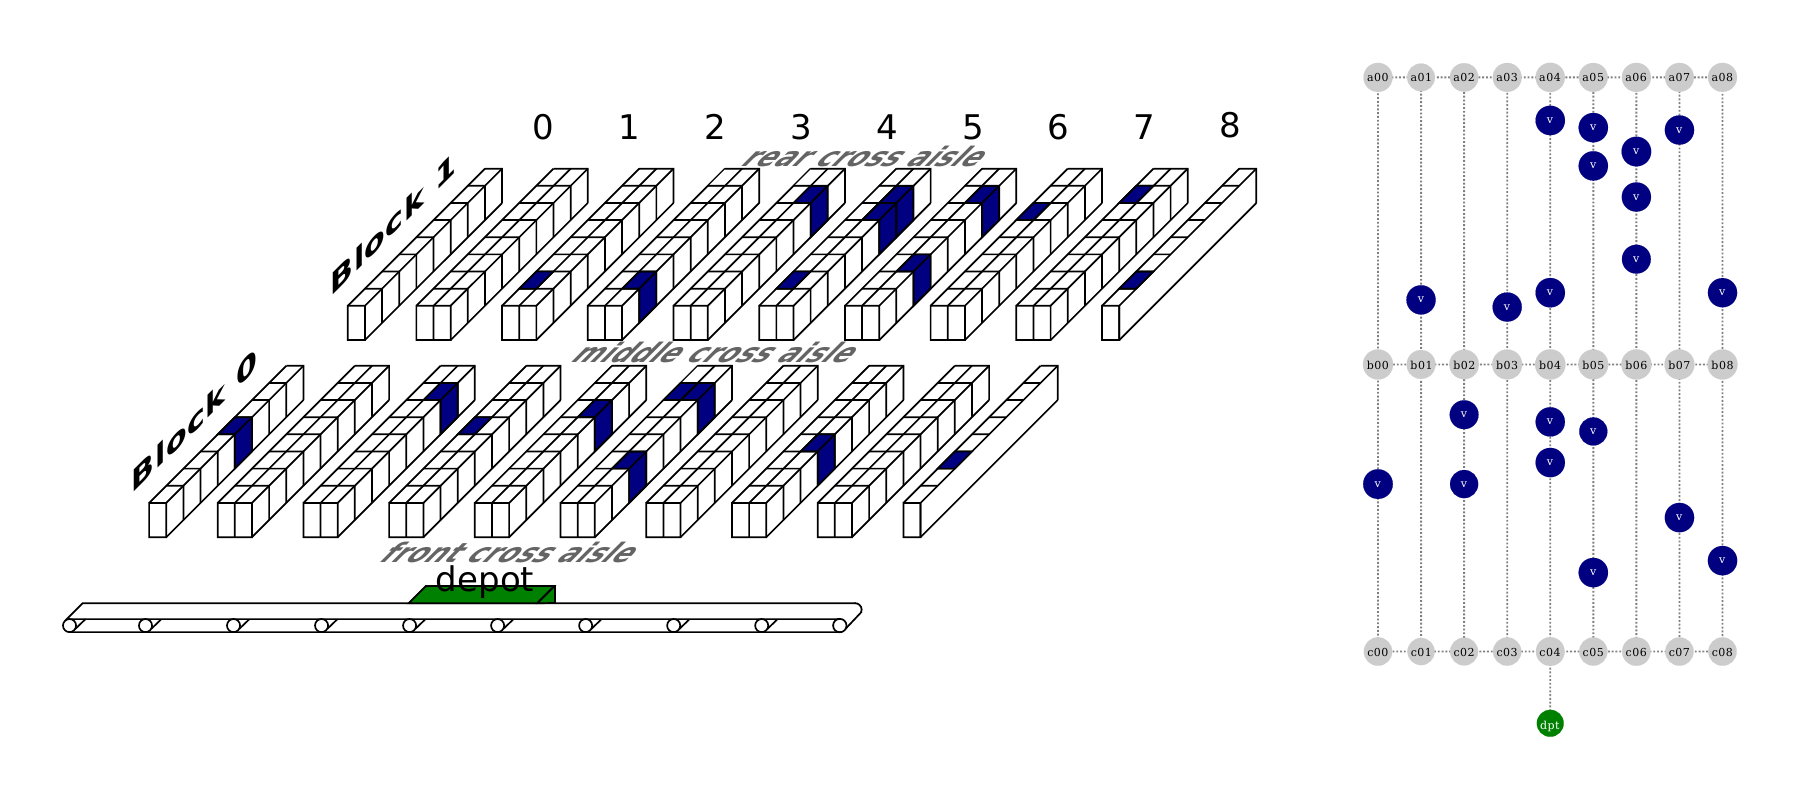 0 1 2 3 4 5 6 7 8
rear cross aisle
Block 1
middle cross aisle
Block 0
front cross aisle
depot
a00 a01 a02 a03 a04 a05 a06 a07 a08
v
v
v
v
v
v
v
v
v
v
v
b00 b01 b02 b03 b04 b05 b06 b07 b08
v
v
v
v
v
v
v
v
v
c00 c01 c02 c03 c04 c05 c06 c07 c08
dpt